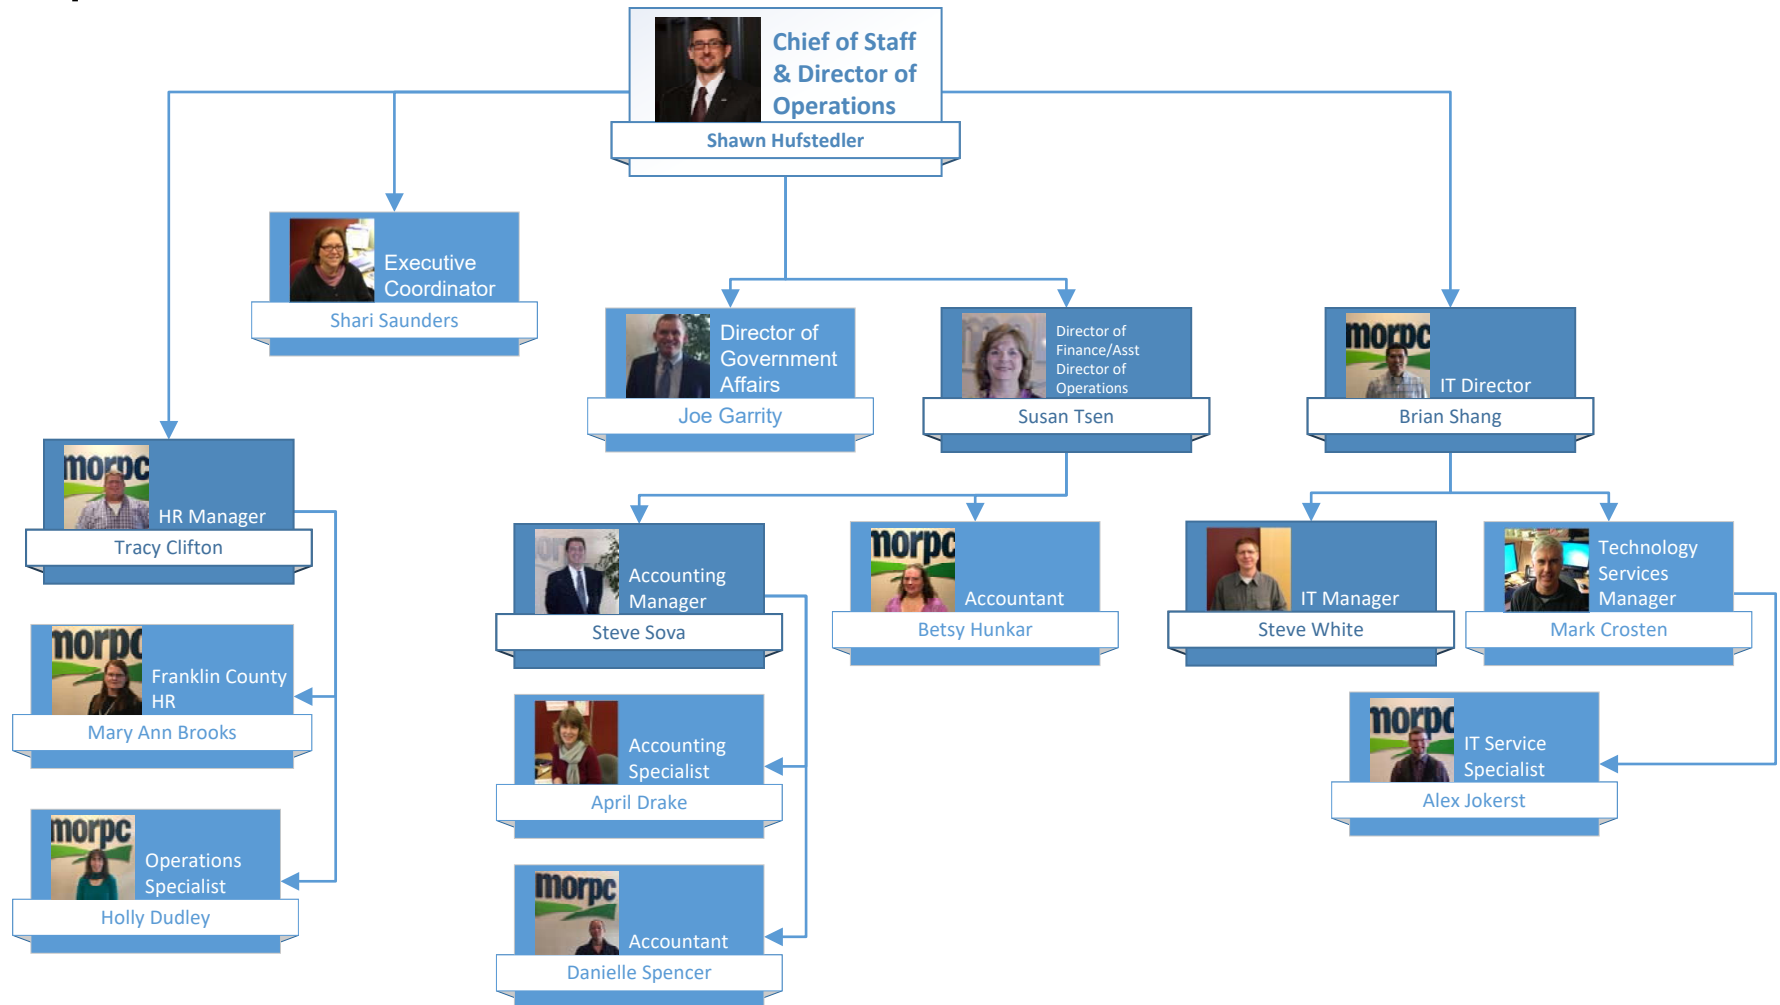 Chief of Staff
& Director of
Operations
Shawn Hufstedler
Executive
Coordinator
Shari Saunders
Director of
Government
Affairs
Joe Garrity
Director of
Finance/Asst
Director of
Operations
Susan Tsen
morpc
IT Director
Brian Shang
morpc
HR Manager
Tracy Clifton
Accounting
Manager
Steve Sova
morpc
Accountant
Betsy Hunkar
IT Manager
Steve White
Technology
Services
Manager
Mark Crosten
morpc
Franklin County
HR
Mary Ann Brooks
Accounting
Specialist
April Drake
morpc
IT Service
Specialist
Alex Jokerst
morpc
Operations
Specialist
Holly Dudley
morpc
Accountant
Danielle Spencer